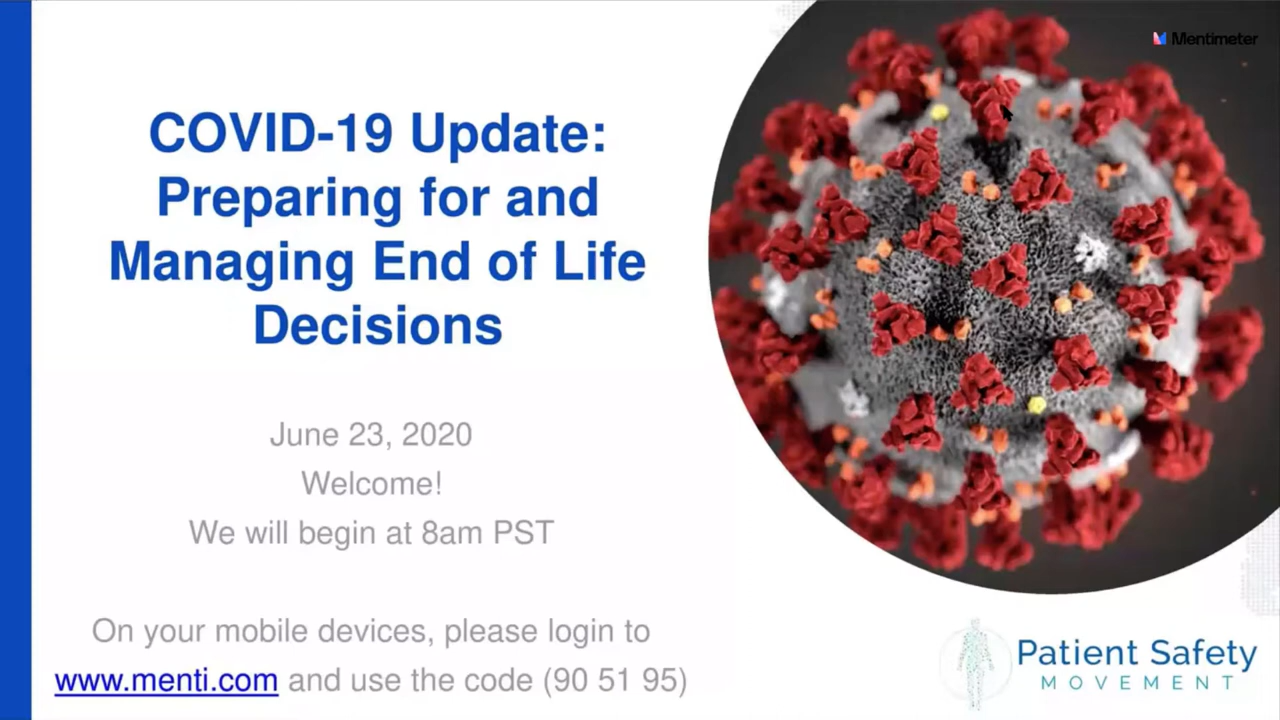 Mentimeter
COVID-19 Update:
Preparing for and
Managing End of Life
Decisions
June 23, 2020
Welcome!
We will begin at 8am PST
On your mobile devices, please login to
www.menti.com and use the code (90 51 95)
Patient Safety
MOVEMENT